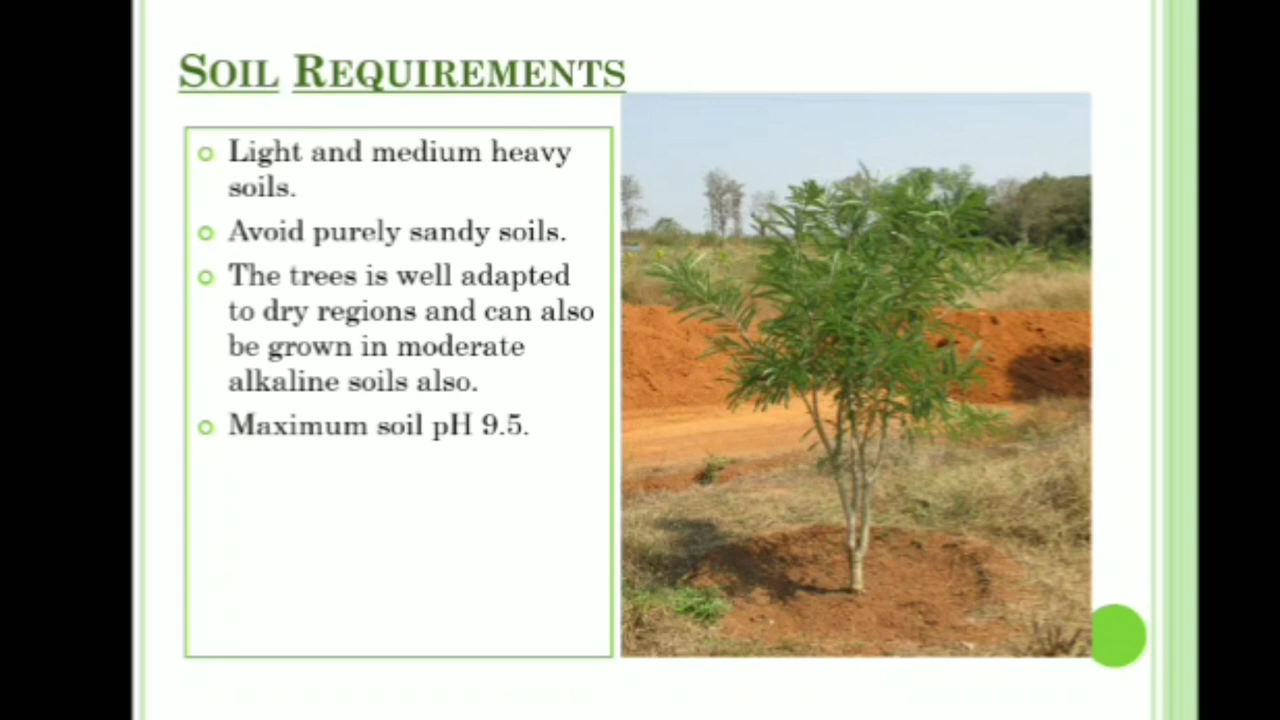 SOIL REQUIREMENTS
Light and medium heavy
soils.
Avoid purely sandy soils.
The trees is well adapted
to dry regions and can also
be grown in moderate
alkaline soils also.
Maximum soil pH 9.5.